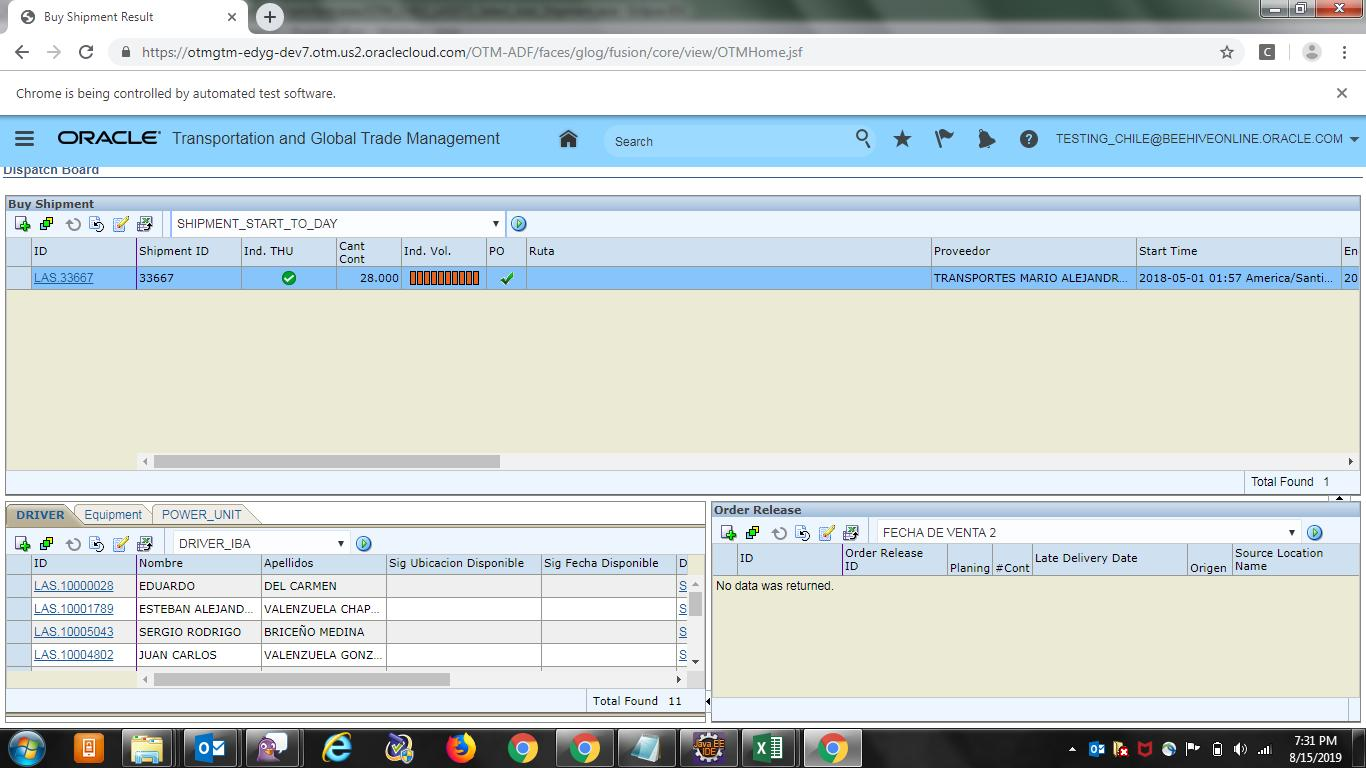 Buy Shipment Result
https://otmgtm-edyg-dev7.otm.us2.oraclecloud.com/OTM-ADF/faces/glog/fusion/core/view/OTMHome.jsf
C
Chrome is being controlled by automated test software.
ORACLE Transportation and Global Trade Management
Search
TESTING_CHILE@BEEHIVEONLINE.ORACLE.COM
Dispatch Board
Buy Shipment
SHIPMENT_START_TO_DAY
ID Shipment ID Ind. THU Cant Cont Ind. Vol. PO Ruta Proveedor Start Time En
LAS.33667 33667 28.000 TRANSPORTES MARIO ALEJANDR... 2018-05-01 01:57 America/Santi... 20
Total Found 1
DRIVER Equipment POWER_UNIT
DRIVER_IBA
ID Nombre Apellidos Sig Ubicacion Disponible Sig Fecha Disponible D
LAS.10000028 EDUARDO DEL CARMEN S
LAS.10001789 ESTEBAN ALEJAND... VALENZUELA CHAP... S
LAS.10005043 SERGIO RODRIGO BRICEÑO MEDINA S
LAS.10004802 JUAN CARLOS VALENZUELA GONZ... S
Total Found 11
Order Release
FECHA DE VENTA 2
ID Order Release ID Planing #Cont Late Delivery Date Origen Source Location Name
No data was returned.
Java EE IDE
7:31 PM
8/15/2019